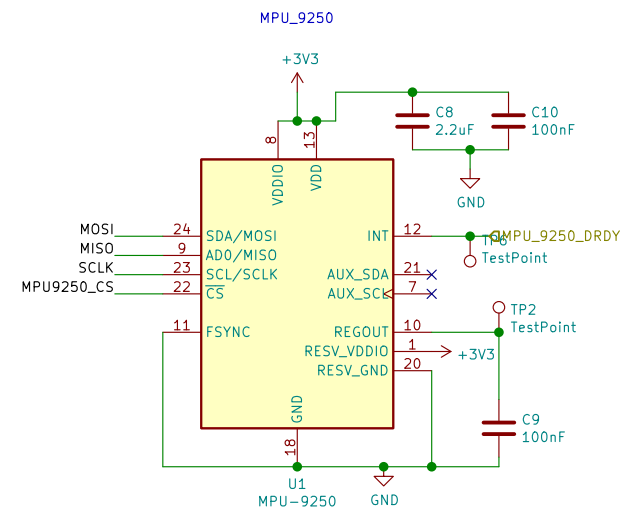 MPU_9250
+3V3
C8
2.2uF
C10
100nF
8
13
VDDIO
VDD
GND
MOSI
24
SDA/MOSI
INT
12
MPU_9250_DRDY
MISO
9
AD0/MISO
TP6
TestPoint
SCLK
23
SCL/SCLK
AUX_SDA
21
MPU9250_CS
22
CS
AUX_SCL
7
TP2
TestPoint
11
FSYNC
REGOUT
10
RESV_VDDIO
1
+3V3
RESV_GND
20
GND
18
C9
100nF
U1
MPU-9250
GND